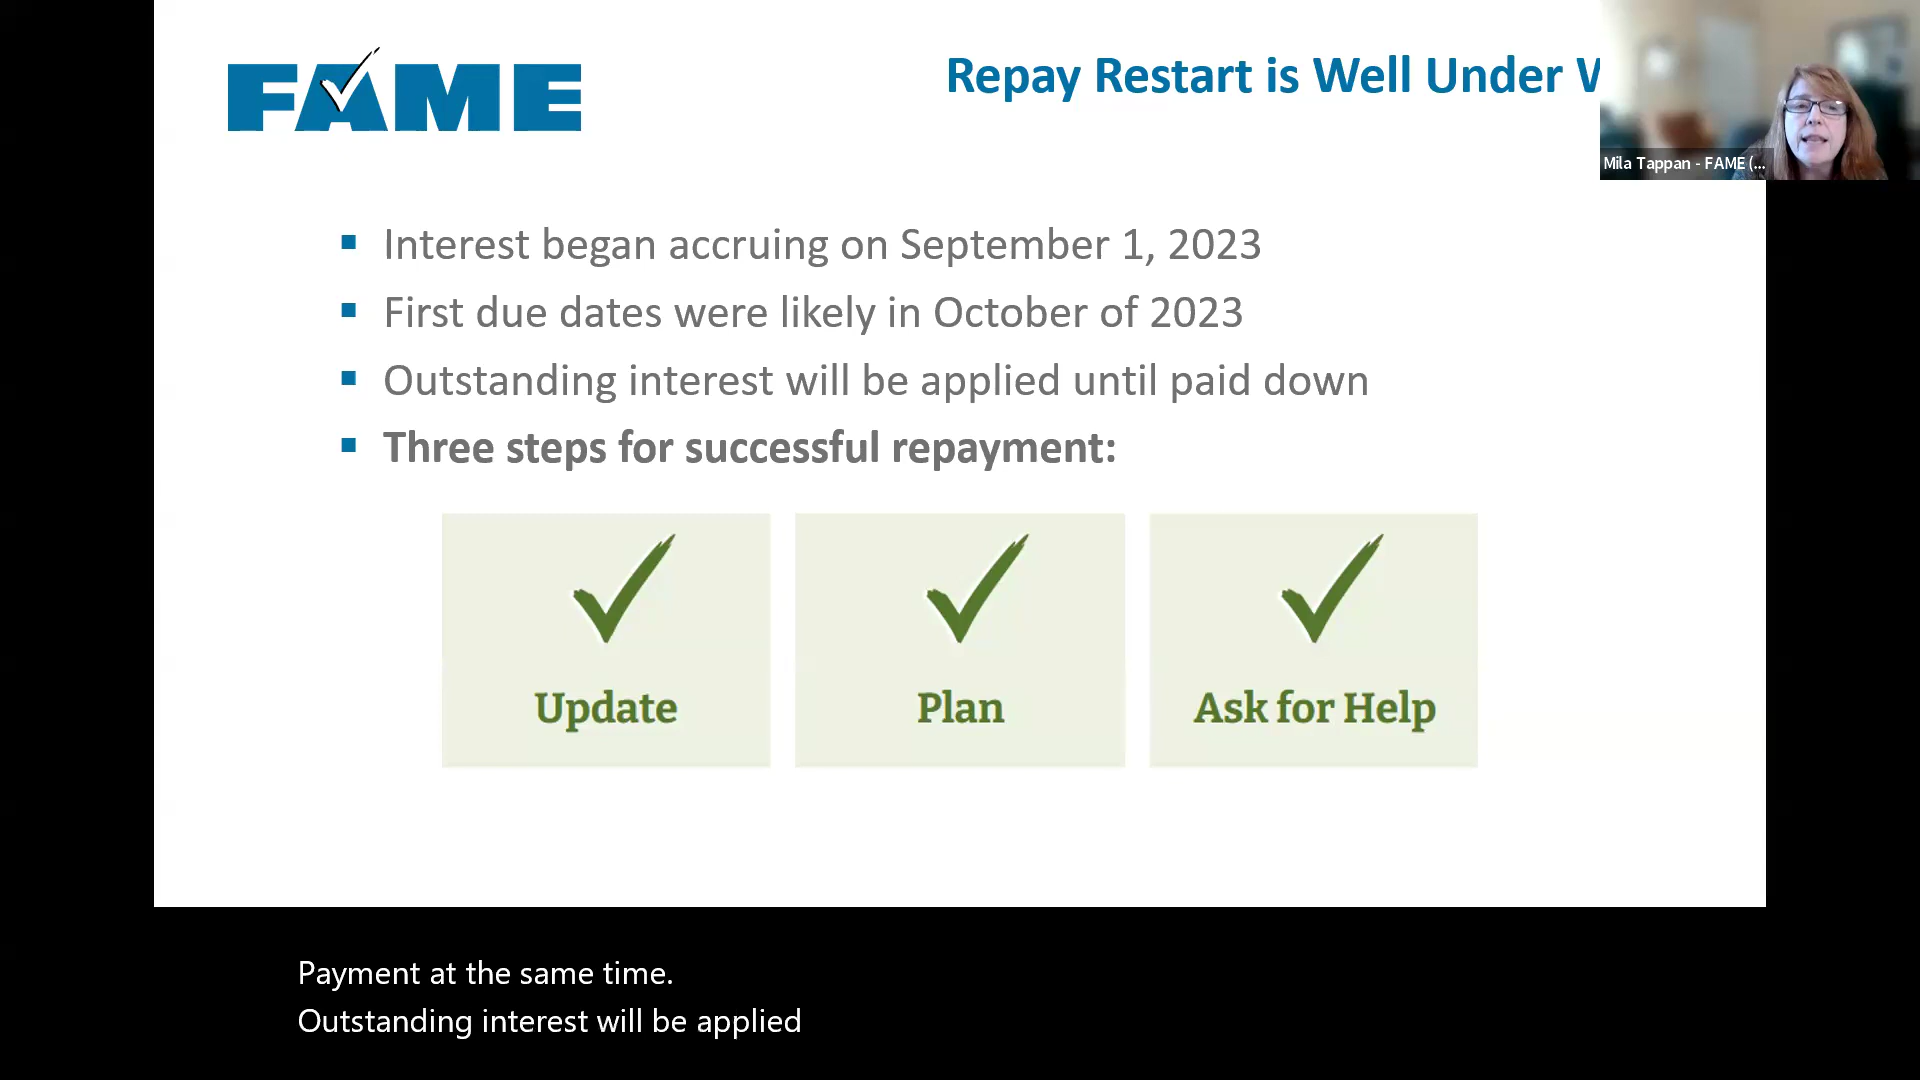 FAME
Repay Restart is Well Under
Mila Tappan - FAME (...
Interest began accruing on September 1, 2023
First due dates were likely in October of 2023
Outstanding interest will be applied until paid down
Three steps for successful repayment:
Update
Plan
Ask for Help
Payment at the same time.
Outstanding interest will be applied